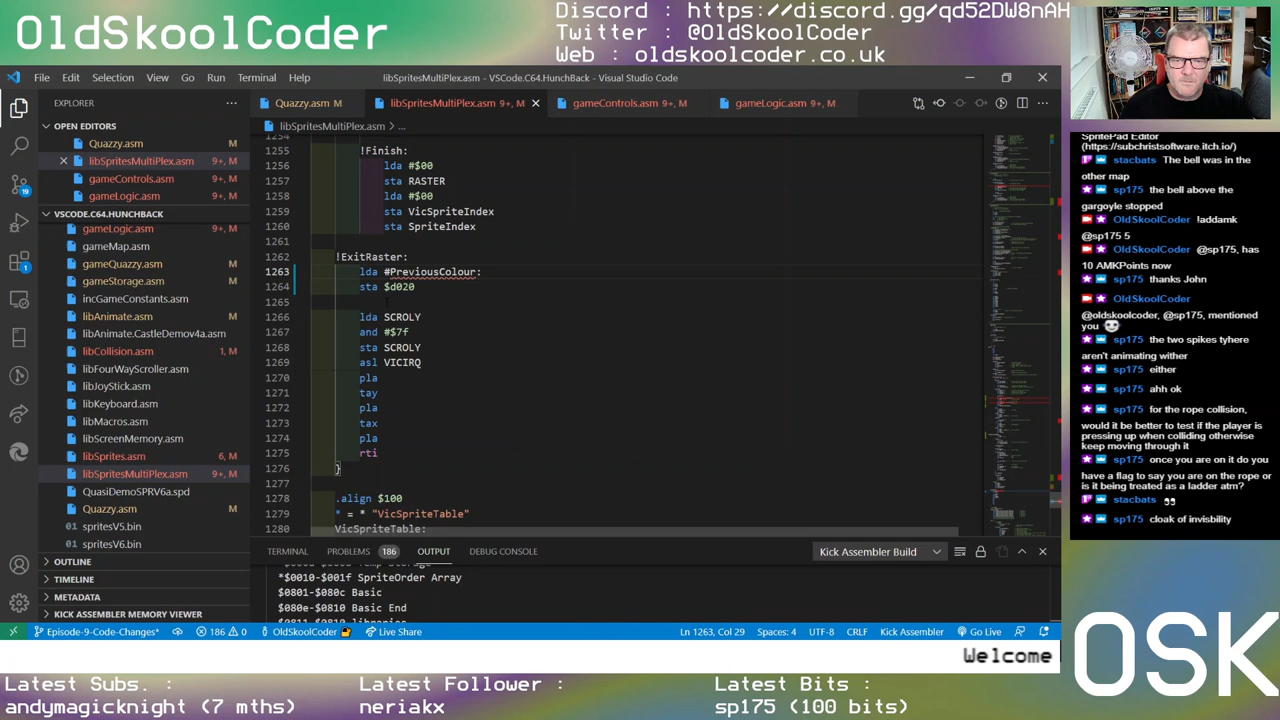 OldSkoolCoder
Discord : https://discord.gg/qd52DW8nAH
Twitter : @OldSkoolCoder
Web : oldskoolcoder.co.uk
File Edit Selection View Go Run Terminal Help
libSpritesMultiPlex.asm - VSCode.C64.HunchBack - Visual Studio Code
EXPLORER
Quazzy.asm M
libSpritesMultiPlex.asm 9+, M
gameControls.asm 9+, M
gameLogic.asm 9+, M
libSpritesMultiPlex.asm > ...
OPEN EDITORS
Quazzy.asm M
libSpritesMultiPlex.asm 9+, M
gameControls.asm 9+, M
gameLogic.asm 9+, M
VSCODE.C64.HUNCHBACK
gameLogic.asm 9+, M
gameMap.asm M
gameQuazzy.asm M
gameStorage.asm M
incGameConstants.asm M
libAnimate.asm M
libAnimate.CastleDemov4a.asm M
libCollision.asm 1, M
libFourWayScroller.asm M
libJoyStick.asm M
libKeyboard.asm M
libMacros.asm M
libScreenMemory.asm M
libSprites.asm 6, M
libSpritesMultiPlex.asm 9+, M
QuasiDemoSPRV6a.spd M
Quazzy.asm M
spritesV5.bin
spritesV6.bin
OUTLINE
TIMELINE
METADATA
KICK ASSEMBLER MEMORY VIEWER
19
1
1254
1255 !Finish:
1256 lda #$00
1257 sta RASTER
1258 lda #$00
1259 sta VicSpriteIndex
1260 sta SpriteIndex
1261
1262 !ExitRaster:
1263 lda #PreviousColour:
1264 sta $d020
1265
1266 lda SCROLY
1267 and #$7f
1268 sta SCROLY
1269 asl VICIRQ
1270 pla
1271 tay
1272 pla
1273 tax
1274 pla
1275 rti
1276 }
1277
1278 .align $100
1279 * = * "VicSpriteTable"
1280 VicSpriteTable:
TERMINAL PROBLEMS 186 OUTPUT DEBUG CONSOLE
Kick Assembler Build
*$0010-$001f SpriteOrder Array
$0801-$080c Basic
$080e-$0810 Basic End
$0811- libraries
Episode-9-Code-Changes* 186 0 OldSkoolCoder Live Share
Ln 1263, Col 29 Spaces: 4 UTF-8 CRLF Kick Assembler Go Live
SpritePad Editor
(https://subchristsoftware.itch.io/)
stacbats The bell was in the
other map
sp175 the bell above the
gargoyle stopped
OldSkoolCoder !addamk
@sp175 5
OldSkoolCoder @sp175, has
10 AMKPoints now
sp175 thanks John
OldSkoolCoder
@oldskoolcoder, @sp175, mentioned
you
sp175 the two spikes tyhere
aren't animating wither
sp175 either
sp175 ahh ok
sp175 for the rope collision,
would it be better to test if the player is
pressing up when colliding otherwise
keep moving through it
sp175 once you are on it do you
have a flag to say you are on the rope or
is it being treated as a ladder atm?
stacbats 👀
sp175 cloak of invisbility
Welcome
OSK
Latest Subs. :
andymagicknight (7 mths)
Latest Follower :
neriakx
Latest Bits :
sp175 (100 bits)